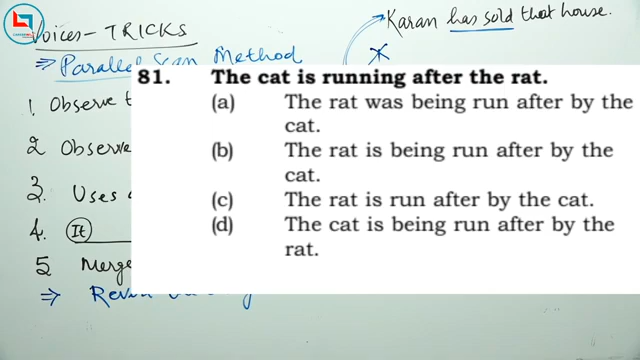 Voices - TRICKS
Karan has sold that house.
⇒ Parallel Scan Method
81. The cat is running after the rat.
(a) The rat was being run after by the
cat.
(b) The rat is being run after by the
cat.
(c) The rat is run after by the cat.
(d) The cat is being run after by the
rat.
1. Observe
2 Observe
3. Uses
4. It
5 Merge
⇒